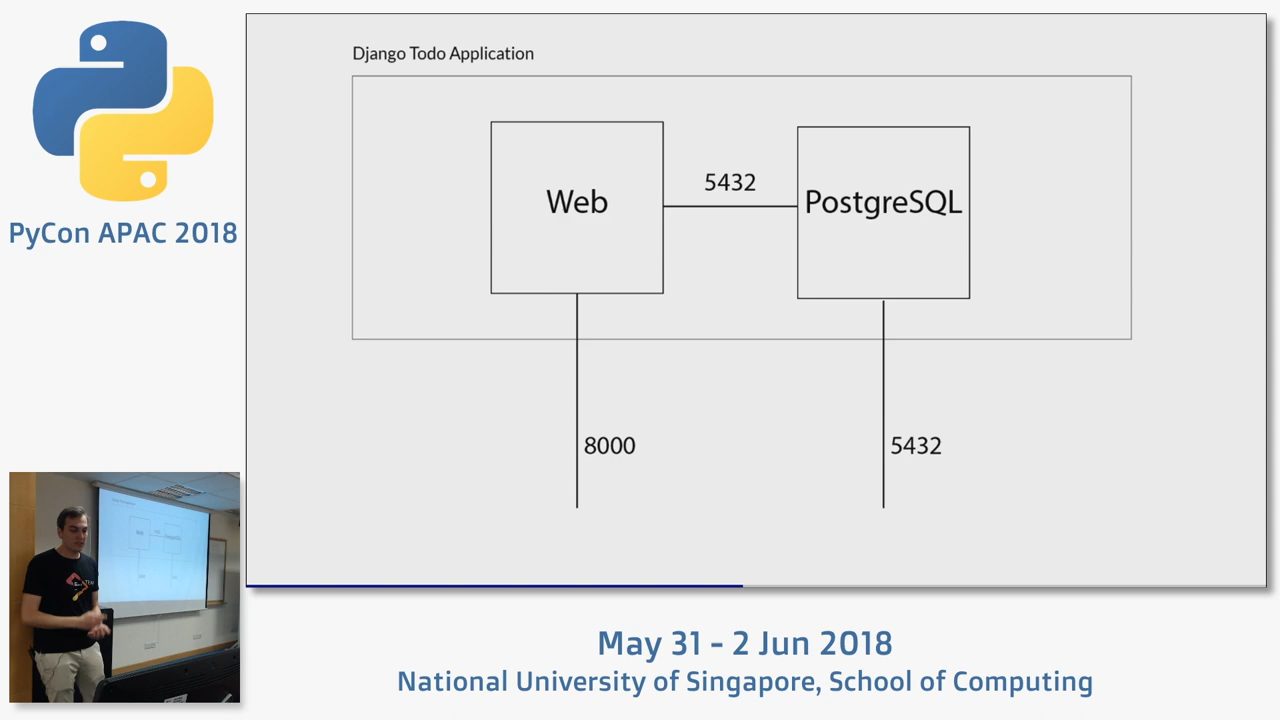 Django Todo Application
Web
5432
PostgreSQL
8000
5432
PyCon APAC 2018
May 31 - 2 Jun 2018
National University of Singapore, School of Computing